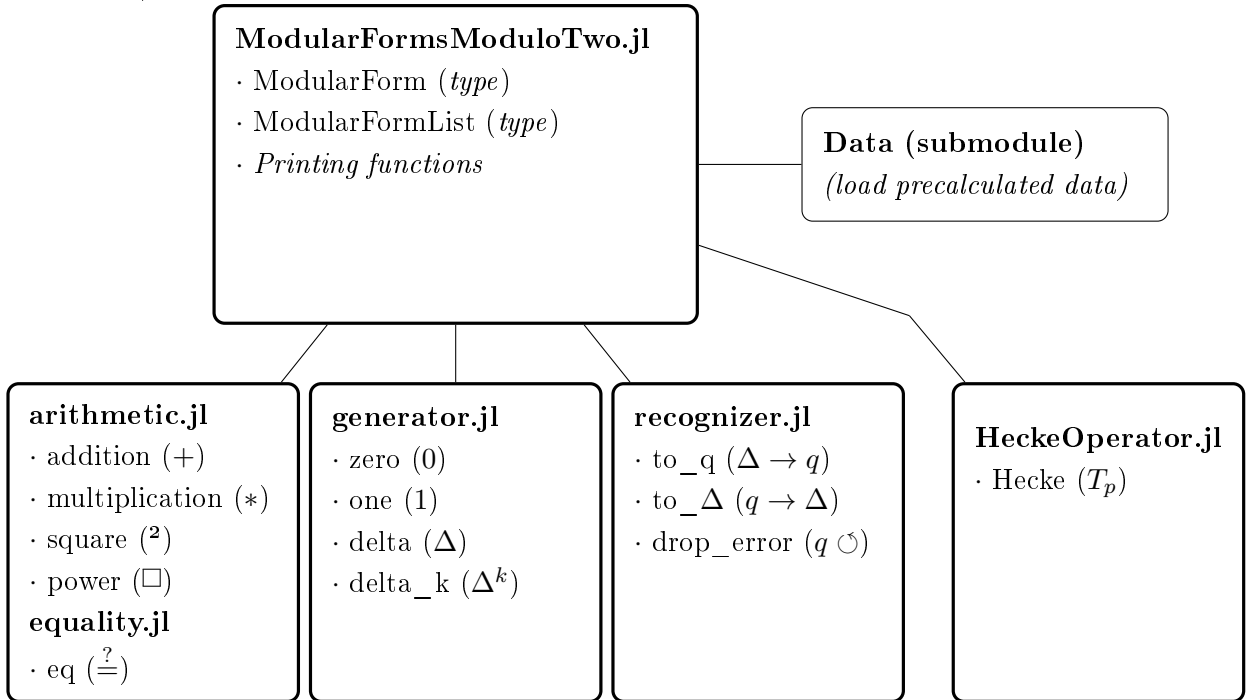 ModularFormsModuloTwo.jl
· ModularForm (type)
· ModularFormList (type)
· Printing functions
Data (submodule)
(load precalculated data)
arithmetic.jl
· addition (+)
· multiplication (∗)
· square (²)
· power (□)
equality.jl
· eq (≟)
generator.jl
· zero (0)
· one (1)
· delta (Δ)
· delta_k (Δᵏ)
recognizer.jl
· to_q (Δ → q)
· to_Δ (q → Δ)
· drop_error (q ↺)
HeckeOperator.jl
· Hecke (Tₚ)